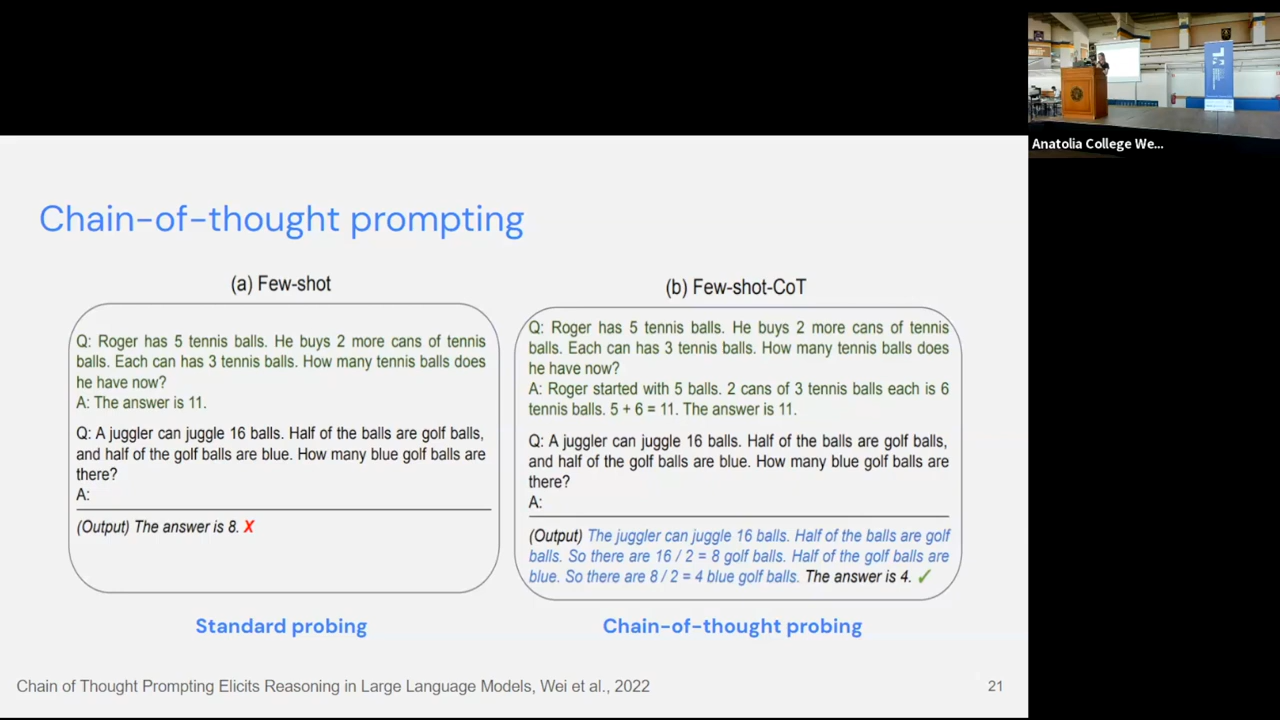 Anatolia College We...
Chain-of-thought prompting
(a) Few-shot
Q: Roger has 5 tennis balls. He buys 2 more cans of tennis
balls. Each can has 3 tennis balls. How many tennis balls does
he have now?
A: The answer is 11.
Q: A juggler can juggle 16 balls. Half of the balls are golf balls,
and half of the golf balls are blue. How many blue golf balls are
there?
A:
(Output) The answer is 8. X
Standard probing
(b) Few-shot-CoT
Q: Roger has 5 tennis balls. He buys 2 more cans of tennis
balls. Each can has 3 tennis balls. How many tennis balls does
he have now?
A: Roger started with 5 balls. 2 cans of 3 tennis balls each is 6
tennis balls. 5 + 6 = 11. The answer is 11.
Q: A juggler can juggle 16 balls. Half of the balls are golf balls,
and half of the golf balls are blue. How many blue golf balls are
there?
A:
(Output) The juggler can juggle 16 balls. Half of the balls are golf
balls. So there are 16 / 2 = 8 golf balls. Half of the golf balls are
blue. So there are 8 / 2 = 4 blue golf balls. The answer is 4. ✓
Chain-of-thought probing
Chain of Thought Prompting Elicits Reasoning in Large Language Models, Wei et al., 2022
21